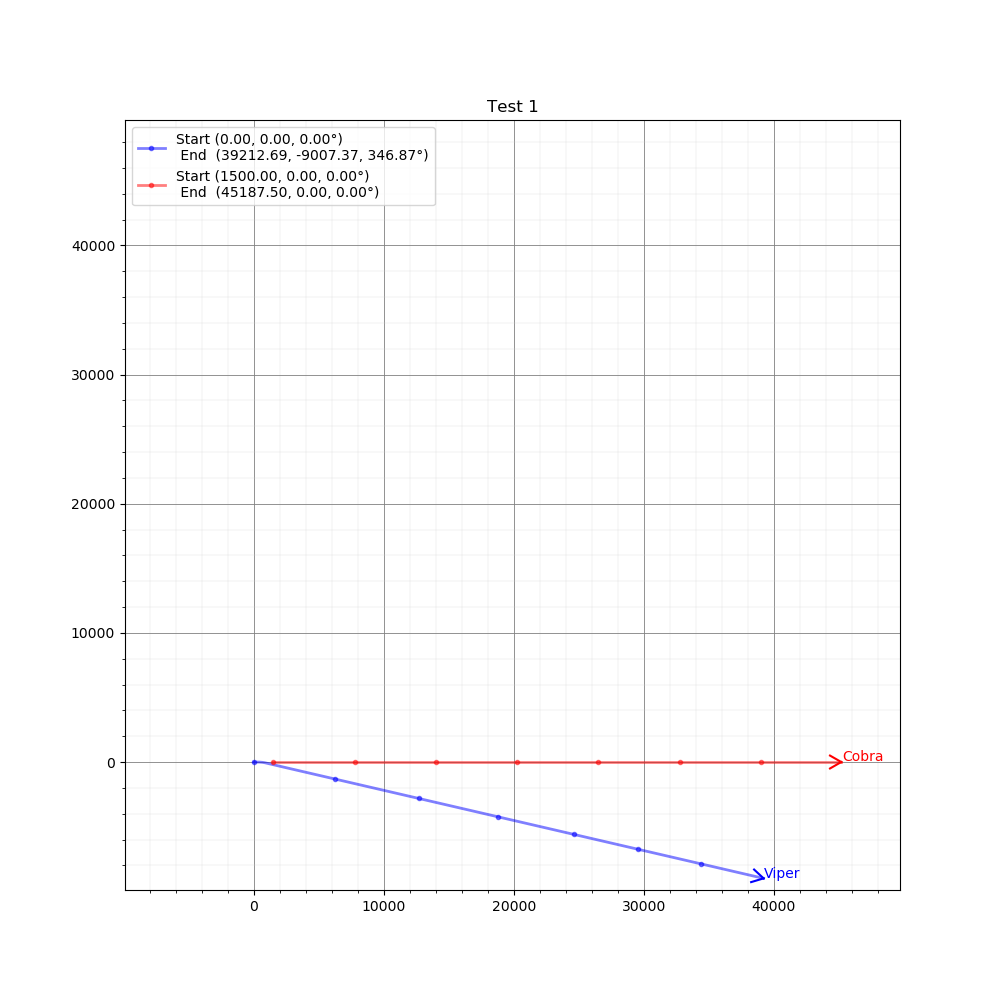 Test 1
Start (0.00, 0.00, 0.00°)
End (39212.69, -9007.37, 346.87°)
Start (1500.00, 0.00, 0.00°)
End (45187.50, 0.00, 0.00°)
40000
30000
20000
10000
0
Cobra
Viper
0 10000 20000 30000 40000